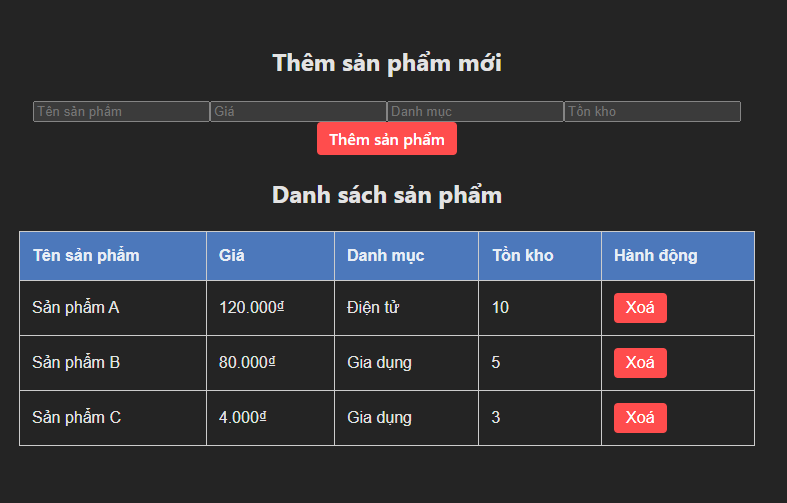 Thêm sản phẩm mới
Tên sản phẩm Giá Danh mục Tồn kho
Thêm sản phẩm
Danh sách sản phẩm
Tên sản phẩm Giá Danh mục Tồn kho Hành động
Sản phẩm A 120.000₫ Điện tử 10 Xoá
Sản phẩm B 80.000₫ Gia dụng 5 Xoá
Sản phẩm C 4.000₫ Gia dụng 3 Xoá